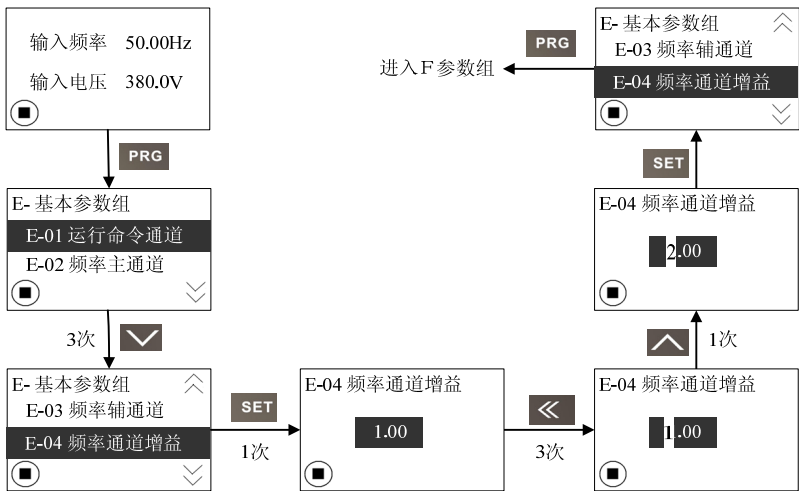 输入频率 50.00Hz
输入电压 380.0V
PRG
E- 基本参数组
E-01 运行命令通道
E-02 频率主通道
3次
E- 基本参数组
E-03 频率辅通道
E-04 频率通道增益
SET
1次
E-04 频率通道增益
1.00
3次
E-04 频率通道增益
1.00
1次
E-04 频率通道增益
2.00
SET
E- 基本参数组
E-03 频率辅通道
E-04 频率通道增益
PRG
进入F参数组